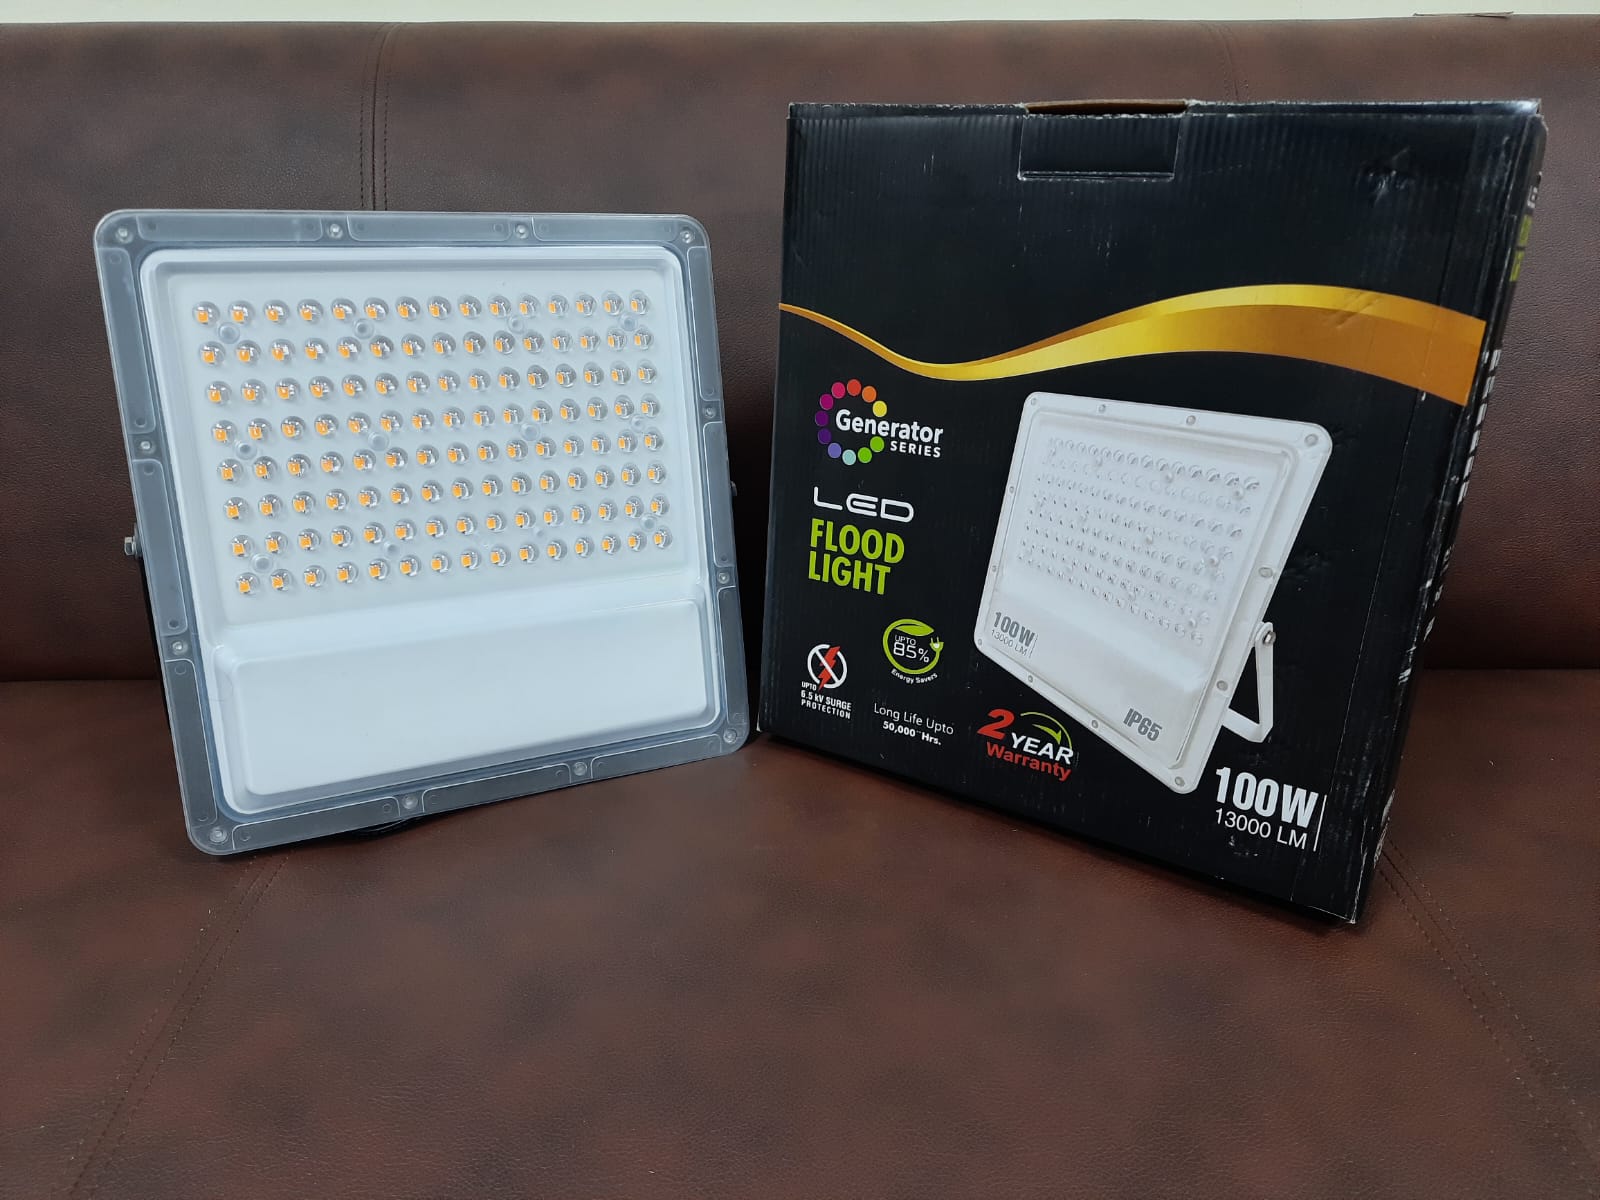 Generator
SERIES
LED
FLOOD
LIGHT
UPTO
85%
Energy Savers
UPTO
6.5 kV SURGE
PROTECTION
Long Life Upto
50,000 Hrs.
2 YEAR
Warranty
100W
13000 LM
IP65
100W
13000 LM